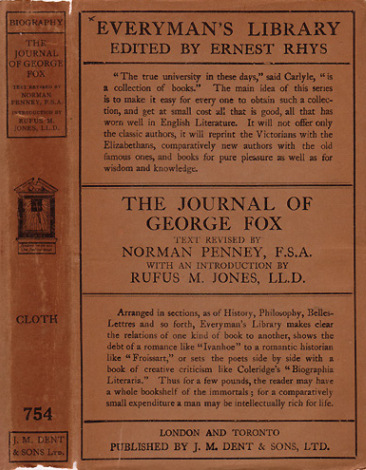 BIOGRAPHY
THE
JOURNAL
OF GEORGE
FOX
TEXT REVISED BY
NORMAN
PENNEY, F.S.A.
INTRODUCTION BY
RUFUS M.
JONES, LL.D.
CLOTH
754
J. M. DENT
& SONS LTD.
EVERYMAN'S LIBRARY
EDITED BY ERNEST RHYS
"The true university in these days," said Carlyle, "is
a collection of books." The main idea of this series
is to make it easy for every one to obtain such a collec-
tion, and get at small cost all that is good, all that has
worn well in English Literature. It will not offer only
the classic authors, it will reprint the Victorians with the
Elizabethans, comparatively new authors with the old
famous ones, and books for pure pleasure as well as for
wisdom and knowledge.
THE JOURNAL OF
GEORGE FOX
TEXT REVISED BY
NORMAN PENNEY, F.S.A.
WITH AN INTRODUCTION BY
RUFUS M. JONES, LL.D.
Arranged in sections, as of History, Philosophy, Belles-
Lettres and so forth, Everyman's Library makes clear
the relations of one kind of book to another, shows the
debt of a romance like "Ivanhoe" to a romantic historian
like "Froissart," or sets the poets side by side with a
book of creative criticism like Coleridge's "Biographia
Literaria." Thus for a few pounds, the reader may have
a whole bookshelf of the immortals; for a comparatively
small expenditure a man may be intellectually rich for life.
LONDON AND TORONTO
PUBLISHED BY J. M. DENT & SONS, LTD.